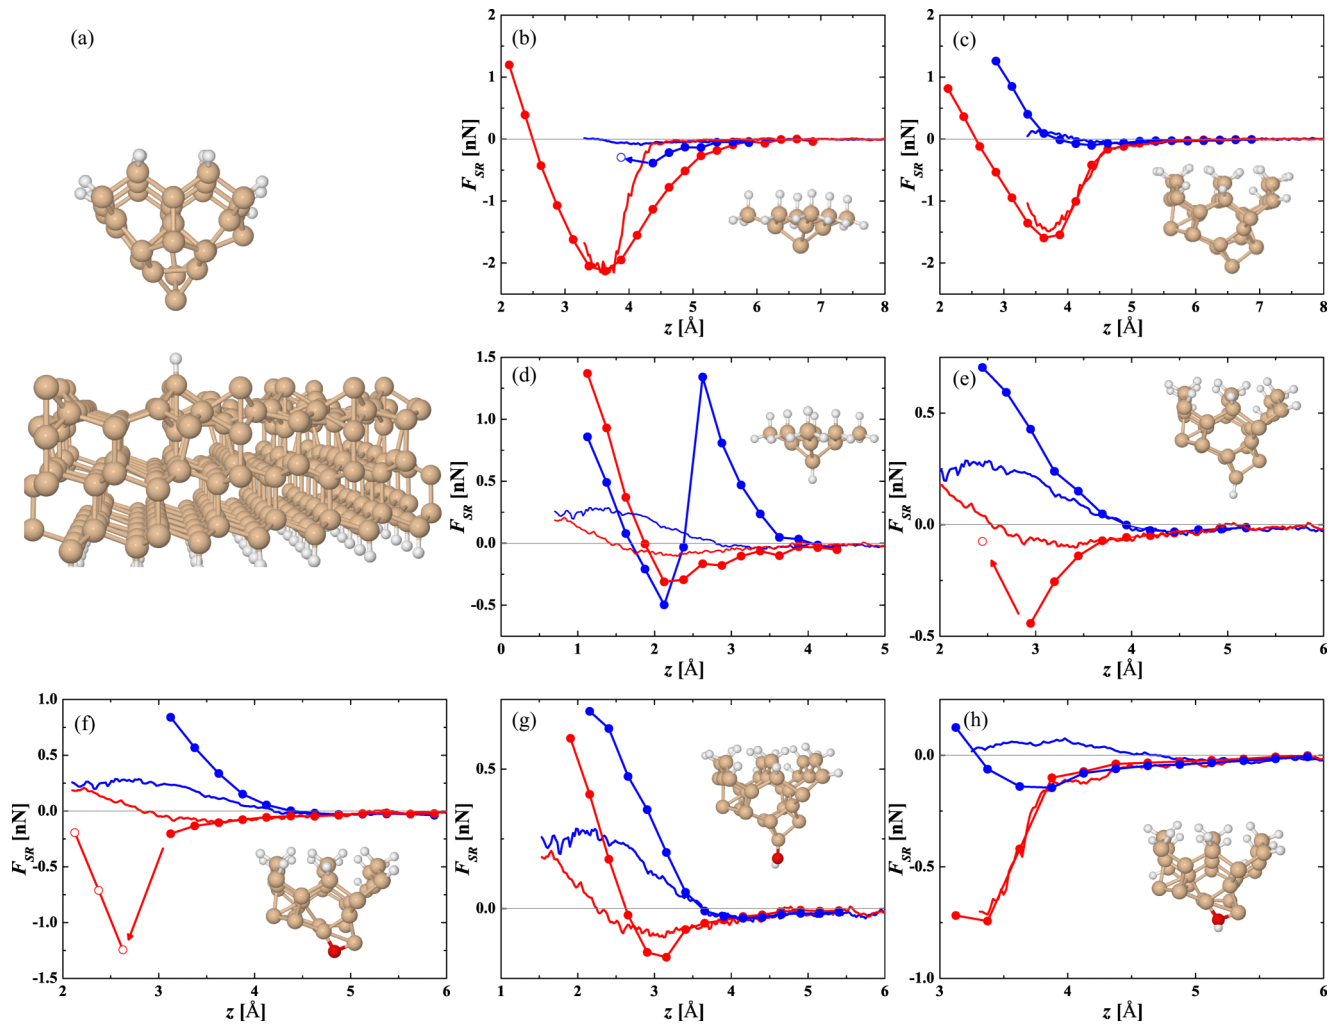 (a)
(b)
2
1
0
-1
-2
F_SR [nN]
2 3 4 5 6 7 8
z [Å]
(c)
2
1
0
-1
-2
F_SR [nN]
2 3 4 5 6 7 8
z [Å]
(d)
1.5
1.0
0.5
0.0
-0.5
F_SR [nN]
0 1 2 3 4 5
z [Å]
(e)
0.5
0.0
-0.5
F_SR [nN]
2 3 4 5 6
z [Å]
(f)
1.0
0.5
0.0
-0.5
-1.0
-1.5
F_SR [nN]
2 3 4 5 6
z [Å]
(g)
0.5
0.0
F_SR [nN]
1 2 3 4 5 6
z [Å]
(h)
0.0
-0.5
-1.0
F_SR [nN]
3 4 5 6
z [Å]